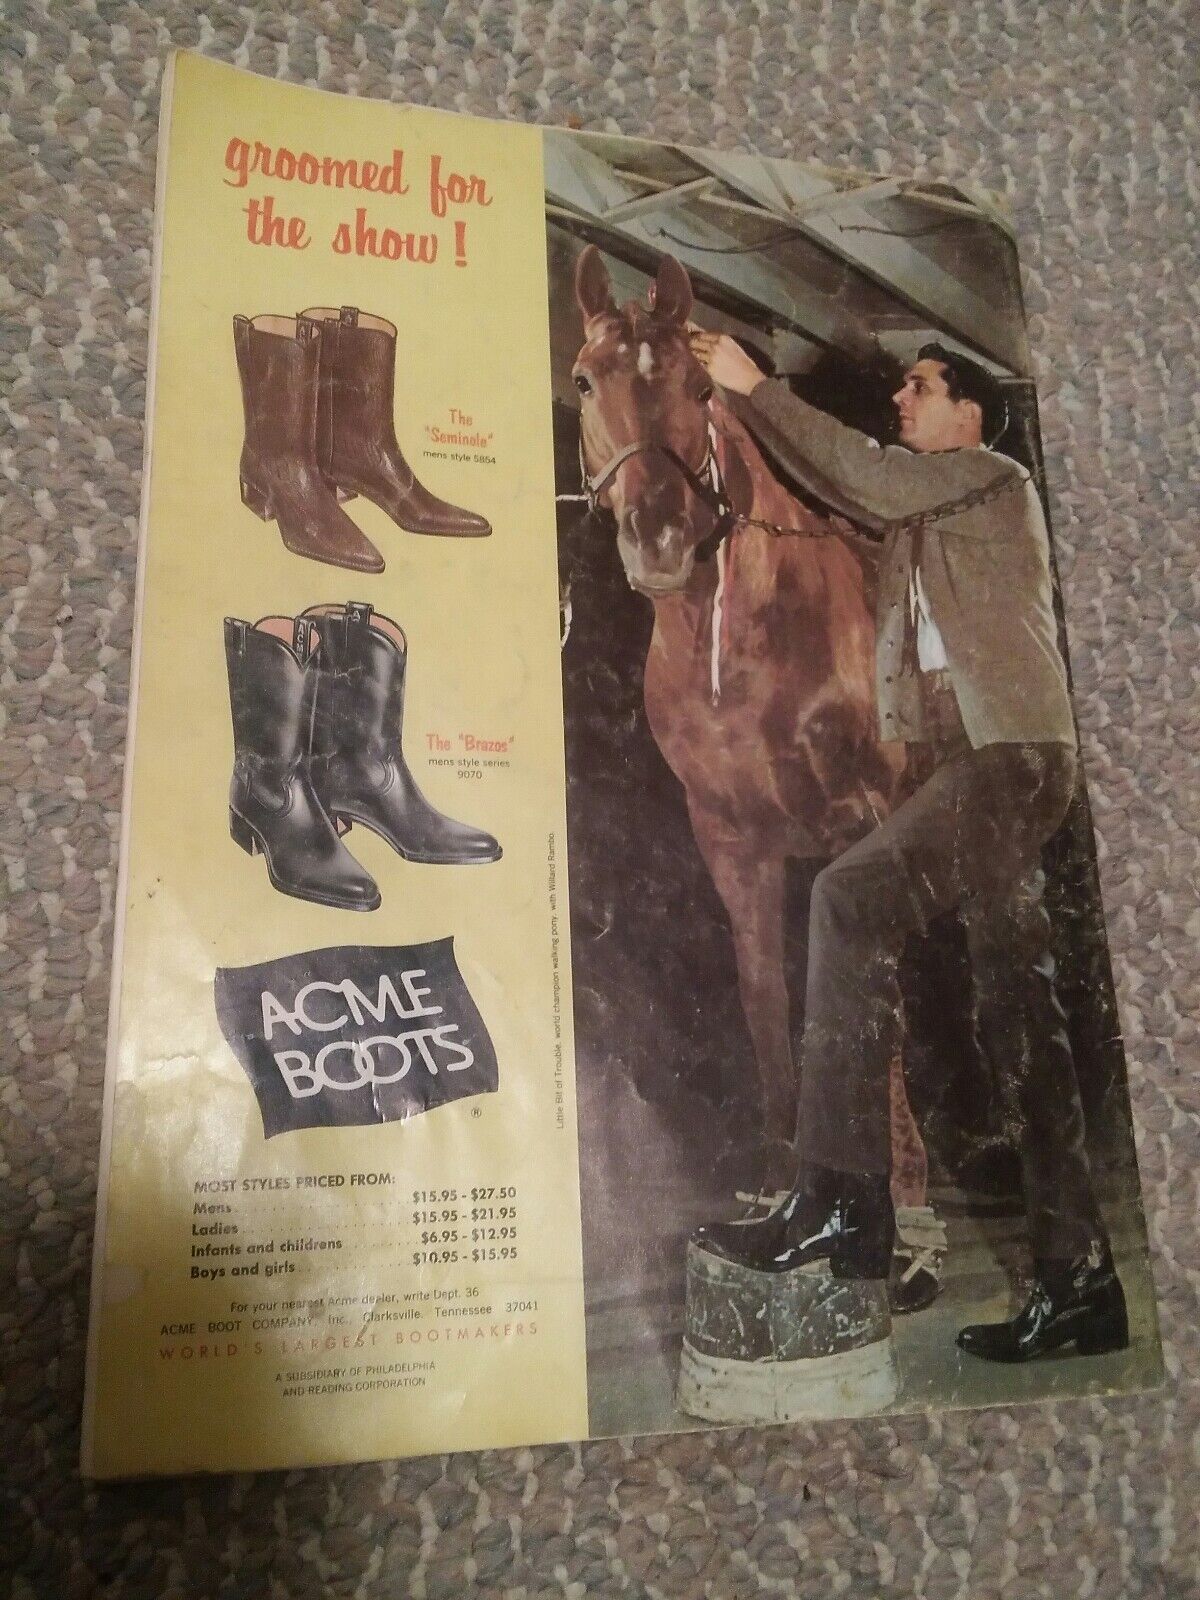 groomed for
the show!
The
"Seminole"
mens style 5854
The "Brazos"
mens style series
9070
ACME
BOOTS
®
MOST STYLES PRICED FROM:
Mens.......................$15.95 - $27.50
Ladies.....................$15.95 - $21.95
Infants and childrens..........$6.95 - $12.95
Boys and girls...............$10.95 - $15.95
For your nearest Acme dealer, write Dept. 36
ACME BOOT COMPANY, Inc., Clarksville, Tennessee 37041
WORLD'S LARGEST BOOTMAKERS
A SUBSIDIARY OF PHILADELPHIA
AND READING CORPORATION
Little Bit of Trouble, world champion walking pony, with Willard Rambo.
ACME